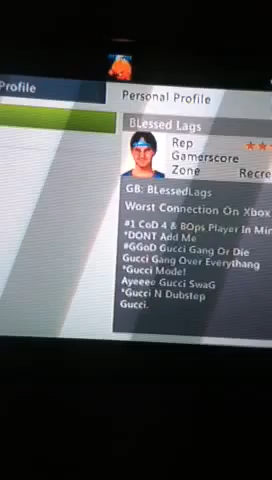 Profile
Personal Profile
BLessed Lags
Rep
Gamerscore
Zone Recre
GB: BLessedLags
Worst Connection On Xbox
#1 CoD 4 & BOps Player In Min
*DONT Add Me
#GGoD Gucci Gang Or Die
Gucci Gang Over Everythang
*Gucci Mode!
Ayeeee Gucci SwaG
*Gucci N Dubstep
Gucci.